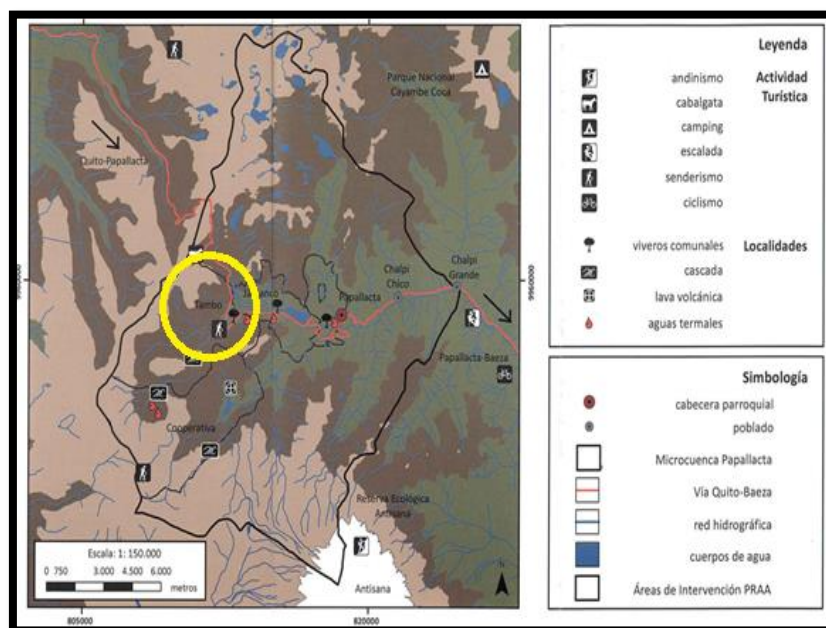 Parque Nacional
Cayambe Coca
Quito-Papallacta
Tambo
Jamanco
Papallacta
Chalpi
Chico
Chalpi
Grande
Papallacta-Baeza
Cooperativa
Reserva Ecológica
Antisana
Antisana
Escala: 1: 150.000
0 750 3.000 4.500 6.000
metros
N
9960000
9960000
805000
820000
Leyenda
Actividad
Turística
andinismo
cabalgata
camping
escalada
senderismo
ciclismo
Localidades
viveros comunales
cascada
lava volcánica
aguas termales
Simbología
cabecera parroquial
poblado
Microcuenca Papallacta
Vía Quito-Baeza
red hidrográfica
cuerpos de agua
Áreas de Intervención PRAA